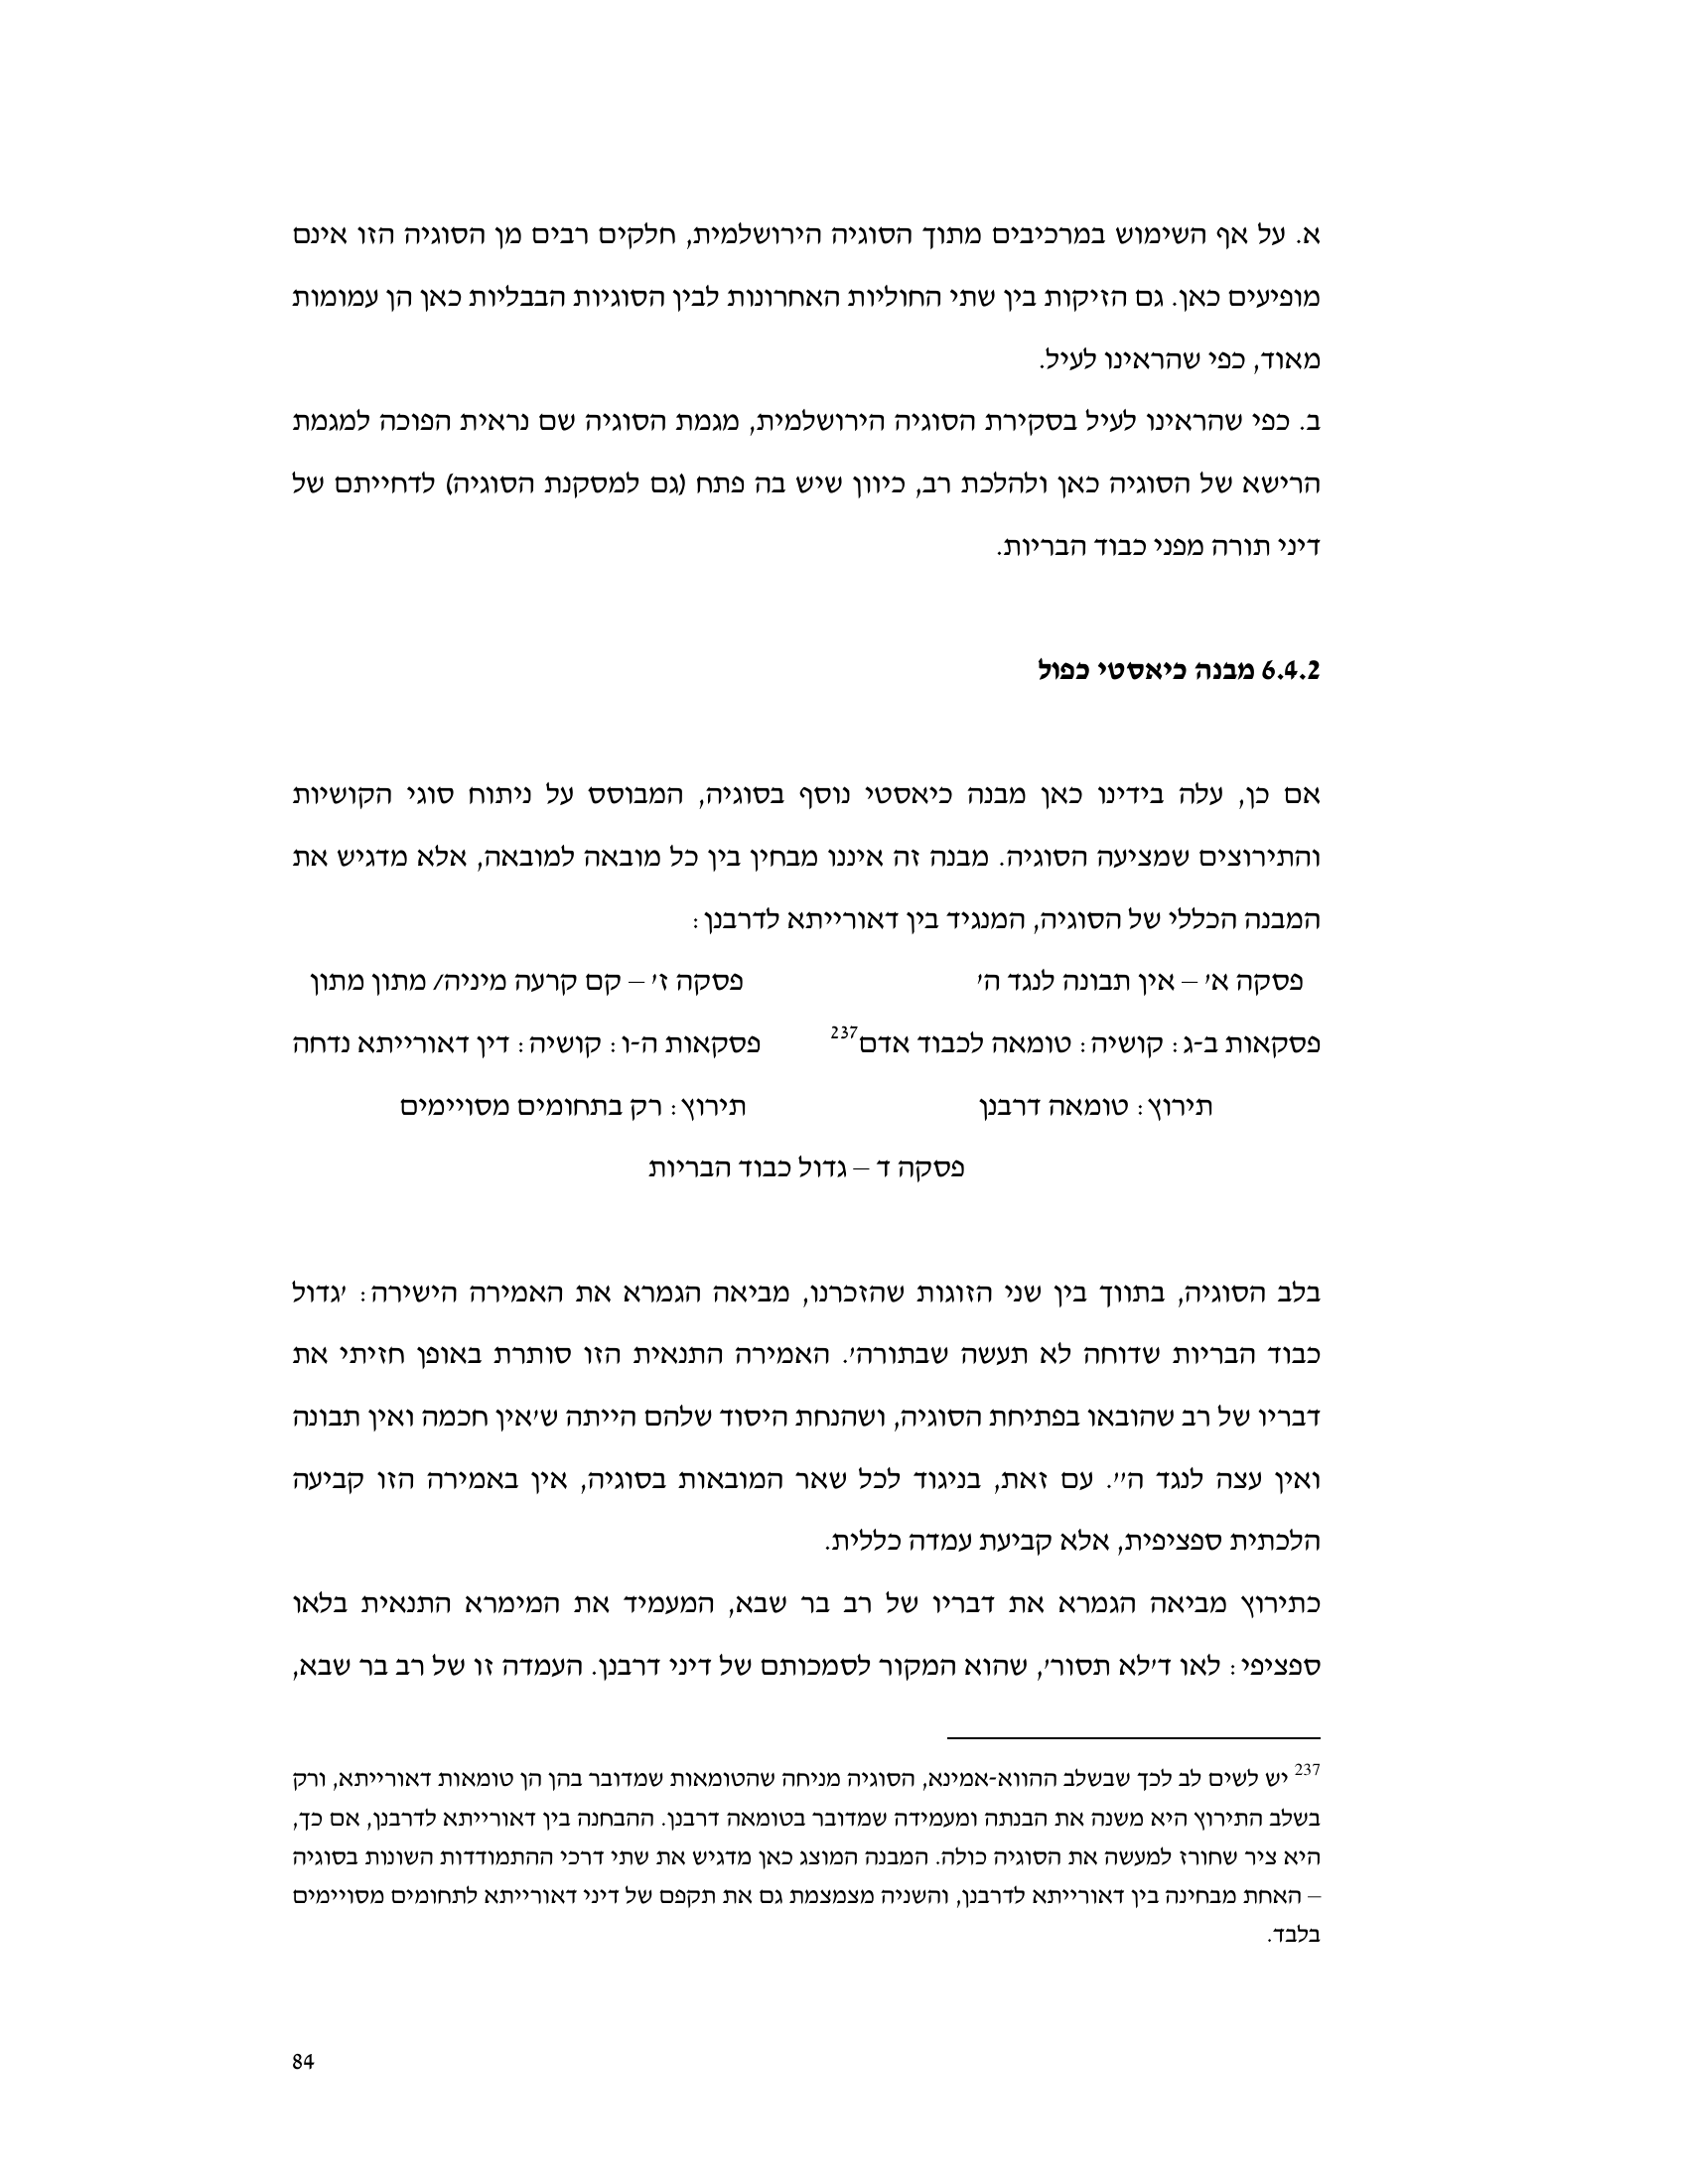 א. על אף השימוש במרכיבים מתוך הסוגיה הירושלמית, חלקים רבים מן הסוגיה הזו אינם
מופיעים כאן. גם הזיקות בין שתי החוליות האחרונות לבין הסוגיות הבבליות כאן הן עמומות
מאוד, כפי שהראינו לעיל.
ב. כפי שהראינו לעיל בסקירת הסוגיה הירושלמית, מגמת הסוגיה שם נראית הפוכה למגמת
הרישא של הסוגיה כאן ולהלכת רב, כיוון שיש בה פתח (גם למסקנת הסוגיה) לדחייתם של
דיני תורה מפני כבוד הבריות.
6.4.2 מבנה כיאסטי כפול
אם כן, עלה בידינו כאן מבנה כיאסטי נוסף בסוגיה, המבוסס על ניתוח סוגי הקושיות
והתירוצים שמציעה הסוגיה. מבנה זה איננו מבחין בין כל מובאה למובאה, אלא מדגיש את
המבנה הכללי של הסוגיה, המנגיד בין דאורייתא לדרבנן:
פסקה א' – אין תבונה לנגד ה' פסקה ז' – קם קרעה מיניה/ מתון מתון
פסקאות ב-ג: קושיה: טומאה לכבוד אדם237 פסקאות ה-ו: קושיה: דין דאורייתא נדחה
תירוץ: טומאה דרבנן תירוץ: רק בתחומים מסויימים
פסקה ד – גדול כבוד הבריות
בלב הסוגיה, בתווך בין שני הזוגות שהזכרנו, מביאה הגמרא את האמירה הישירה: 'גדול
כבוד הבריות שדוחה לא תעשה שבתורה'. האמירה התנאית הזו סותרת באופן חזיתי את
דבריו של רב שהובאו בפתיחת הסוגיה, ושהנחת היסוד שלהם הייתה ש'אין חכמה ואין תבונה
ואין עצה לנגד ה''. עם זאת, בניגוד לכל שאר המובאות בסוגיה, אין באמירה הזו קביעה
הלכתית ספציפית, אלא קביעת עמדה כללית.
כתירוץ מביאה הגמרא את דבריו של רב בר שבא, המעמיד את המימרא התנאית בלאו
ספציפי: לאו ד'לא תסור', שהוא המקור לסמכותם של דיני דרבנן. העמדה זו של רב בר שבא,
237 יש לשים לב לכך שבשלב ההווא-אמינא, הסוגיה מניחה שהטומאות שמדובר בהן הן טומאות דאורייתא, ורק
בשלב התירוץ היא משנה את הבנתה ומעמידה שמדובר בטומאה דרבנן. ההבחנה בין דאורייתא לדרבנן, אם כך,
היא ציר שחורז למעשה את הסוגיה כולה. המבנה המוצג כאן מדגיש את שתי דרכי ההתמודדות השונות בסוגיה
– האחת מבחינה בין דאורייתא לדרבנן, והשניה מצמצמת גם את תקפם של דיני דאורייתא לתחומים מסויימים
בלבד.
84